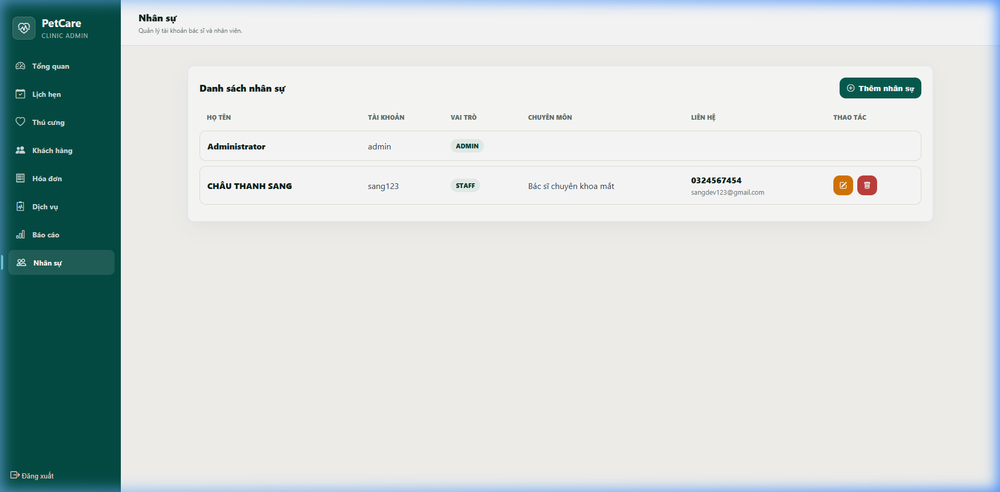 PetCare
CLINIC ADMIN
Tổng quan
Lịch hẹn
Thú cưng
Khách hàng
Hóa đơn
Dịch vụ
Báo cáo
Nhân sự
Đăng xuất
Nhân sự
Quản lý tài khoản bác sĩ và nhân viên.
Danh sách nhân sự
Thêm nhân sự
HỌ TÊN TÀI KHOẢN VAI TRÒ CHUYÊN MÔN LIÊN HỆ THAO TÁC
Administrator admin ADMIN
CHÂU THANH SANG sang123 STAFF Bác sĩ chuyên khoa mắt 0324567454
sangdev123@gmail.com